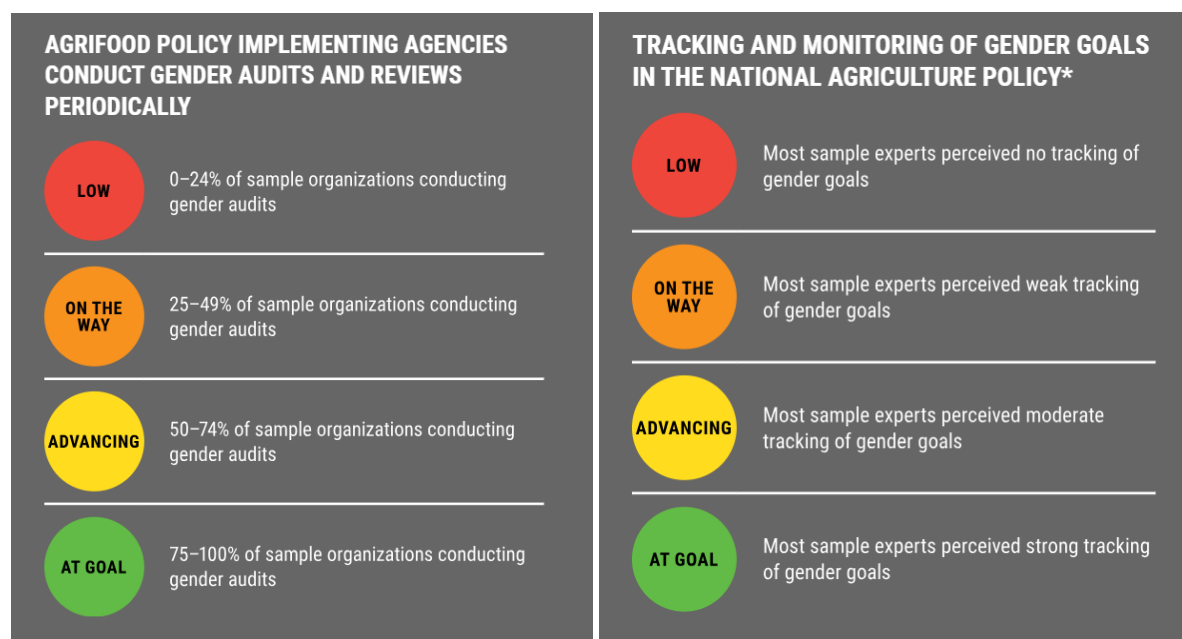 AGRIFOOD POLICY IMPLEMENTING AGENCIES
CONDUCT GENDER AUDITS AND REVIEWS
PERIODICALLY
LOW
0–24% of sample organizations conducting
gender audits
ON THE
WAY
25–49% of sample organizations conducting
gender audits
ADVANCING
50–74% of sample organizations conducting
gender audits
AT GOAL
75–100% of sample organizations conducting
gender audits
TRACKING AND MONITORING OF GENDER GOALS
IN THE NATIONAL AGRICULTURE POLICY*
LOW
Most sample experts perceived no tracking of
gender goals
ON THE
WAY
Most sample experts perceived weak tracking
of gender goals
ADVANCING
Most sample experts perceived moderate
tracking of gender goals
AT GOAL
Most sample experts perceived strong tracking
of gender goals